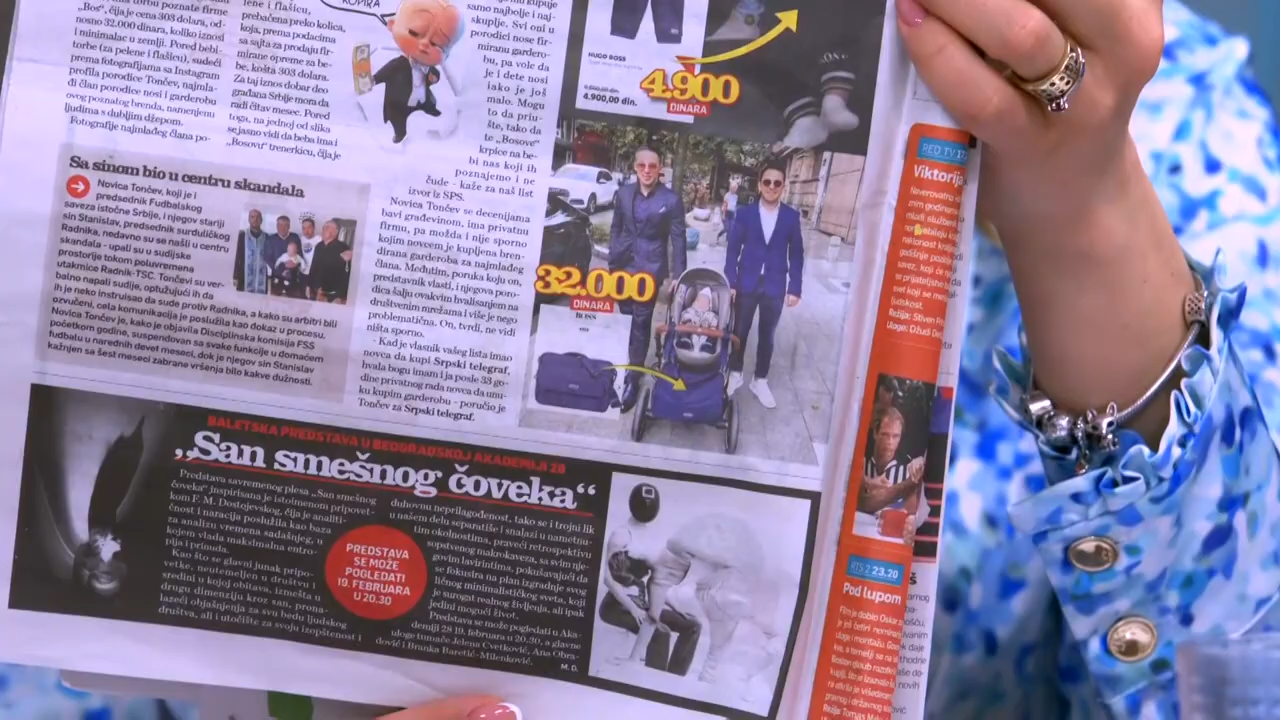 „Bos“, čija je cena 303 dolara, od-
nosno 32.000 dinara, koliko iznosi
i minimalac u zemlji. Pored bebi-
torbe (za pelene i flašicu), sudeći
prema fotografijama sa Instagram
profila porodice Tončev, najmla-
đi član porodice nosi i garderobu
ovog poznatog brenda, namenjenu
ljudima s dubljim džepom.
Fotografije najmlađeg člana po-
lene i flašicu,
prebačena preko kolica,
koja, prema podacima
sa sajta za prodaju fir-
mirane opreme za be-
be, košta 303 dolara.
Za taj iznos dobar deo
građana Srbije mora da
radi čitav mesec. Pored
toga, na jednoj od slika
se jasno vidi da beba ima i
„Bosovu“ trenerkicu, čija je
KOPIRA
samo najbolje i naj-
skuplje. Svi oni u
porodici nose fir-
miranu gardero-
bu, pa vole da
je i dete nosi
iako je još
malo. Mogu
to da priu-
šte, tako da
te „Bosove“
krpice na be-
bi nas koji ih
poznajemo i ne
čude - kaže za naš list
izvor iz SPS.
Novica Tončev se decenijama
bavi građevinom, ima privatnu
firmu, pa možda i nije sporno
kojim novcem je kupljena bren-
dirana garderoba za najmlađeg
člana. Međutim, poruka koju on,
predstavnik vlasti, i njegova poro-
dica šalju ovakvim hvalisanjem na
društvenim mrežama i više je nego
problematična. On, tvrdi, ne vidi
ništa sporno.
- Kad je vlasnik vašeg lista imao
novca da kupi Srpski telegraf,
hvala bogu imam i ja posle 33 go-
dine privatnog rada novca da unu-
ku kupim garderobu - poručio je
Tončev za Srpski telegraf.
HUGO BOSS
4.900,00 din.
4.900
DINARA
32.000
DINARA
BOSS
Sa sinom bio u centru skandala
Novica Tončev, koji je i
predsednik Fudbalskog
saveza istočne Srbije, i njegov stariji
sin Stanislav, predsednik surduličkog
Radnika, nedavno su se našli u centru
skandala - upali su u sudijske
prostorije tokom poluvremena
utakmice Radnik-TSC. Tončevi su ver-
balno napali sudije, optužujući ih da
ih je neko instruisao da sude protiv Radnika, a kako su arbitri bili
ozvučeni, cela komunikacija je poslužila kao dokaz u procesu.
Novica Tončev je, kako je objavila Disciplinska komisija FSS
početkom godine, suspendovan sa svake funkcije u domaćem
fudbalu u narednih devet meseci, dok je njegov sin Stanislav
kažnjen sa šest meseci zabrane vršenja bilo kakve dužnosti.
BALETSKA PREDSTAVA U BEOGRADSKOJ AKADEMIJI 28
„San smešnog čoveka“
Predstava savremenog plesa „San smešnog
čoveka“ inspirisana je istoimenom pripovet-
kom F. M. Dostojevskog, čija je analiti-
čnost i naracija poslužila kao baza
za analizu vremena sadašnjeg, u
kojem vlada maksimalna entro-
pija i prinuda.
Kao što se glavni junak pripo-
vetke, neutemeljen u društvu i
sredini u kojoj obitava, izmešta u
drugu dimenziju kroz san, prona-
lazeći objašnjenja za svu bedu ljudskog
društva, ali i utočište za svoju izopštenost i
PREDSTAVA
SE MOŽE
POGLEDATI
19. FEBRUARA
U 20.30
duhovnu neprilagođenost, tako se i trojni lik
u našem delu separatiše i snalazi u nametnu-
tim okolnostima, praveći retrospektivu
sopstvenog makrokaveza, sa svim nje-
govim lavirintima, pokušavajući da
se fokusira na plan izgradnje svog
ličnog minimalističkog sveta, koji
je surogat realnog življenja, ali ipak
jedini mogući život.
Predstava se može pogledati u Aka-
demiji 28 19. februara u 20.30, a glavne
uloge tumače Jelena Cvetković, Ana Obra-
dović i Branka Baretić-Milenković.
M. D.
RED TV 17.
Viktorija
Neverovatno
RTS 2 23.20
Pod lupom
Film je dobio Oskara